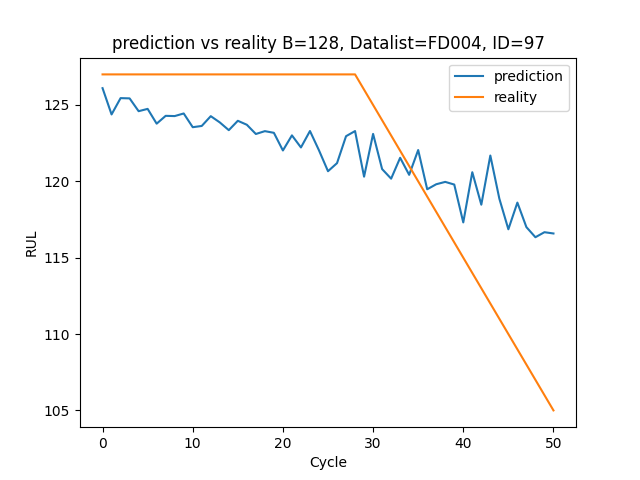 prediction vs reality B=128, Datalist=FD004, ID=97
prediction
reality
RUL
125
120
115
110
105
0 10 20 30 40 50
Cycle